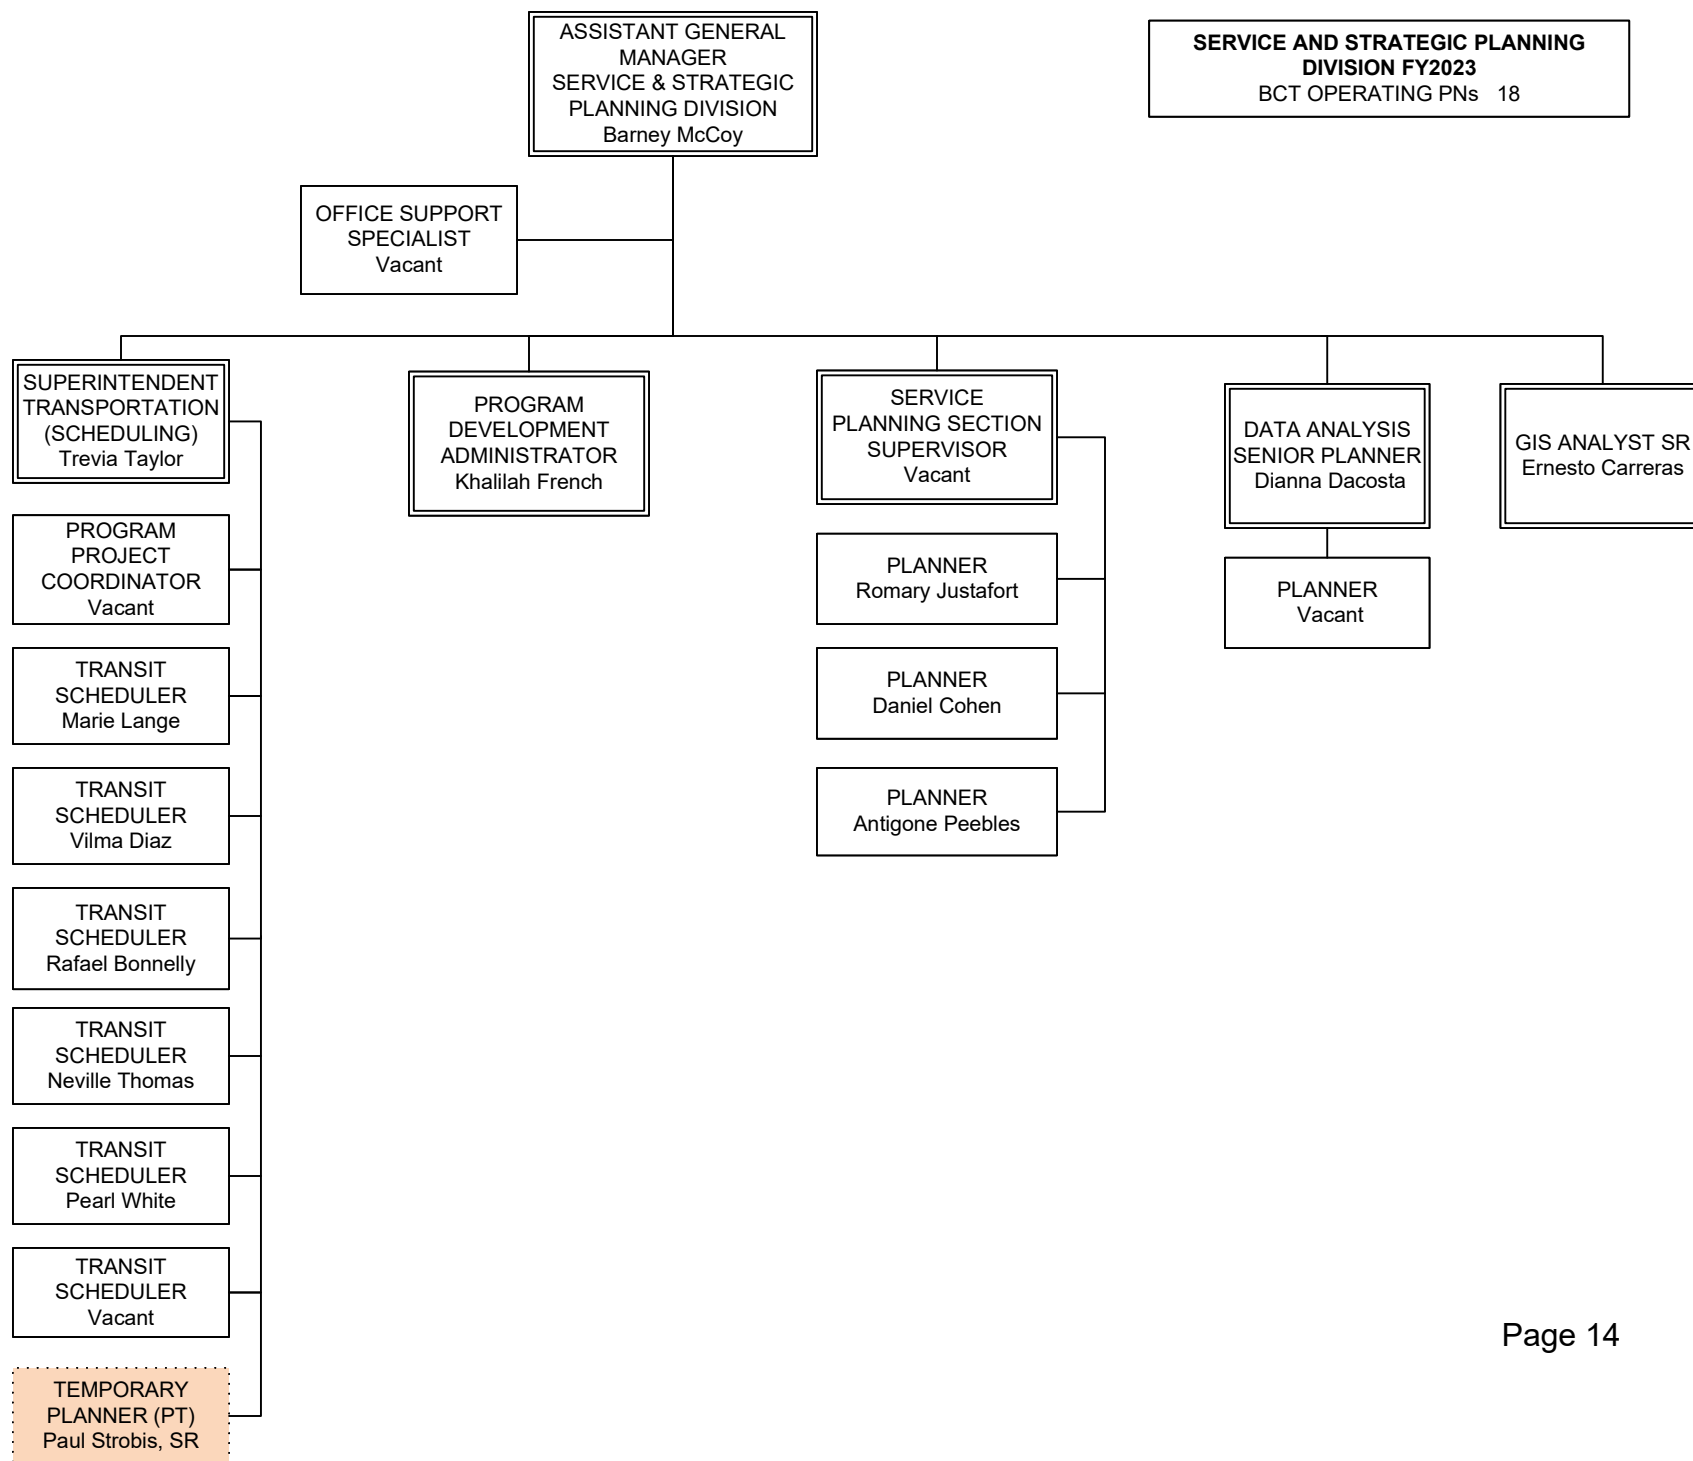 ASSISTANT GENERAL
MANAGER
SERVICE & STRATEGIC
PLANNING DIVISION
Barney McCoy
SERVICE AND STRATEGIC PLANNING
DIVISION FY2023
BCT OPERATING PNs 18
OFFICE SUPPORT
SPECIALIST
Vacant
SUPERINTENDENT
TRANSPORTATION
(SCHEDULING)
Trevia Taylor
PROGRAM
PROJECT
COORDINATOR
Vacant
TRANSIT
SCHEDULER
Marie Lange
TRANSIT
SCHEDULER
Vilma Diaz
TRANSIT
SCHEDULER
Rafael Bonnelly
TRANSIT
SCHEDULER
Neville Thomas
TRANSIT
SCHEDULER
Pearl White
TRANSIT
SCHEDULER
Vacant
TEMPORARY
PLANNER (PT)
Paul Strobis, SR
PROGRAM
DEVELOPMENT
ADMINISTRATOR
Khalilah French
SERVICE
PLANNING SECTION
SUPERVISOR
Vacant
PLANNER
Romary Justafort
PLANNER
Daniel Cohen
PLANNER
Antigone Peebles
DATA ANALYSIS
SENIOR PLANNER
Dianna Dacosta
PLANNER
Vacant
GIS ANALYST SR
Ernesto Carreras
Page 14